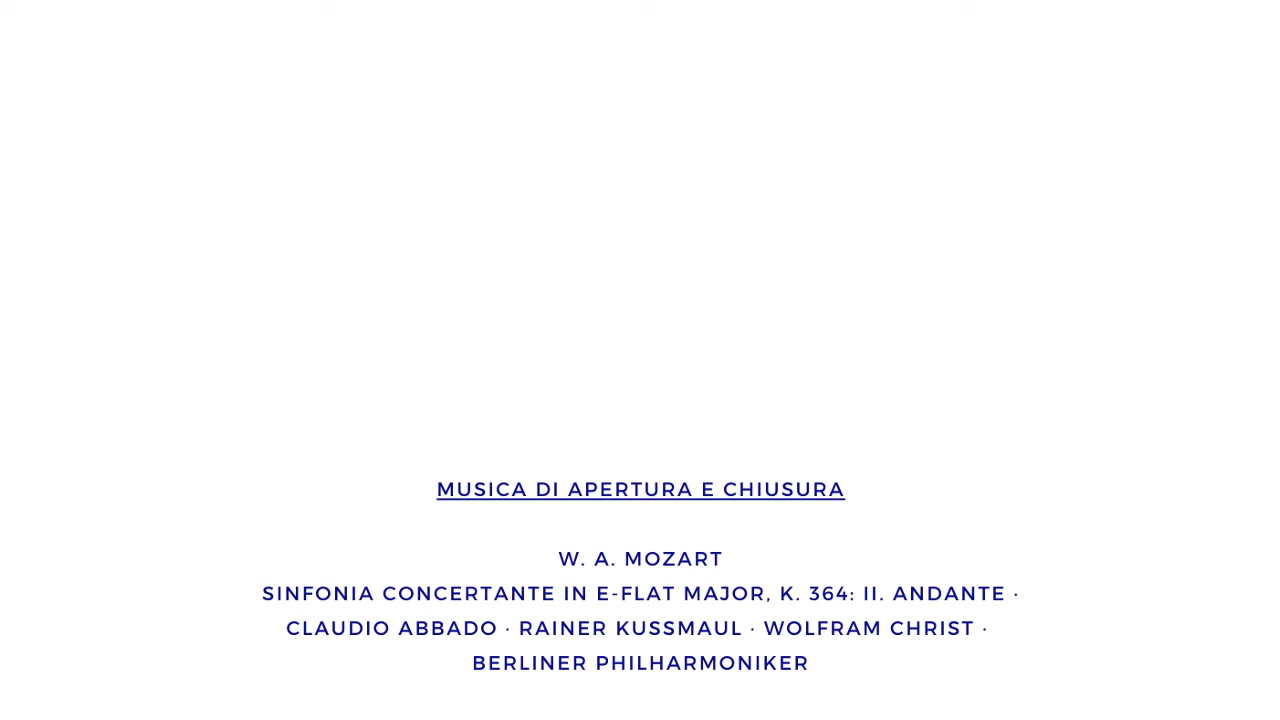 MUSICA DI APERTURA E CHIUSURA
W. A. MOZART
SINFONIA CONCERTANTE IN E-FLAT MAJOR, K. 364: II. ANDANTE ·
CLAUDIO ABBADO · RAINER KUSSMAUL · WOLFRAM CHRIST ·
BERLINER PHILHARMONIKER